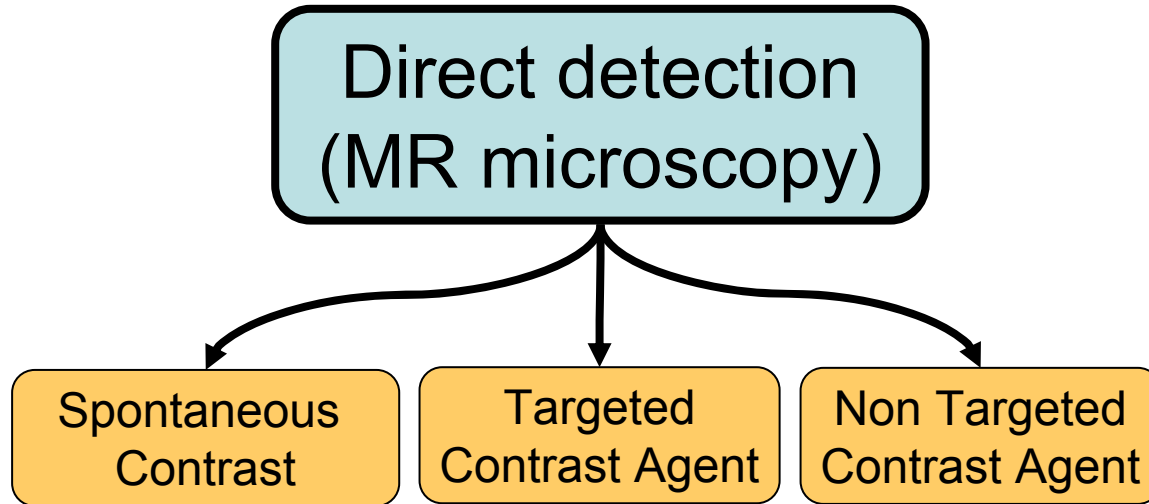 Direct detection
(MR microscopy)
Spontaneous
Contrast
Targeted
Contrast Agent
Non Targeted
Contrast Agent